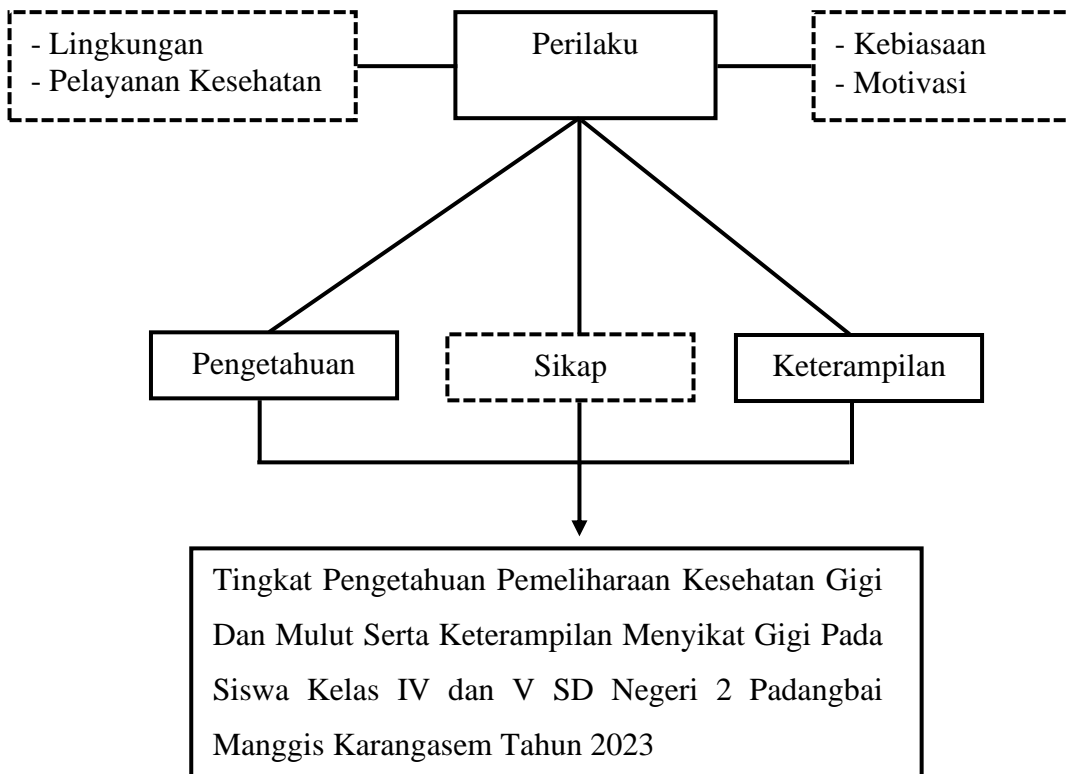 - Lingkungan
- Pelayanan Kesehatan
Perilaku
- Kebiasaan
- Motivasi
Pengetahuan
Sikap
Keterampilan
Tingkat Pengetahuan Pemeliharaan Kesehatan Gigi
Dan Mulut Serta Keterampilan Menyikat Gigi Pada
Siswa Kelas IV dan V SD Negeri 2 Padangbai
Manggis Karangasem Tahun 2023